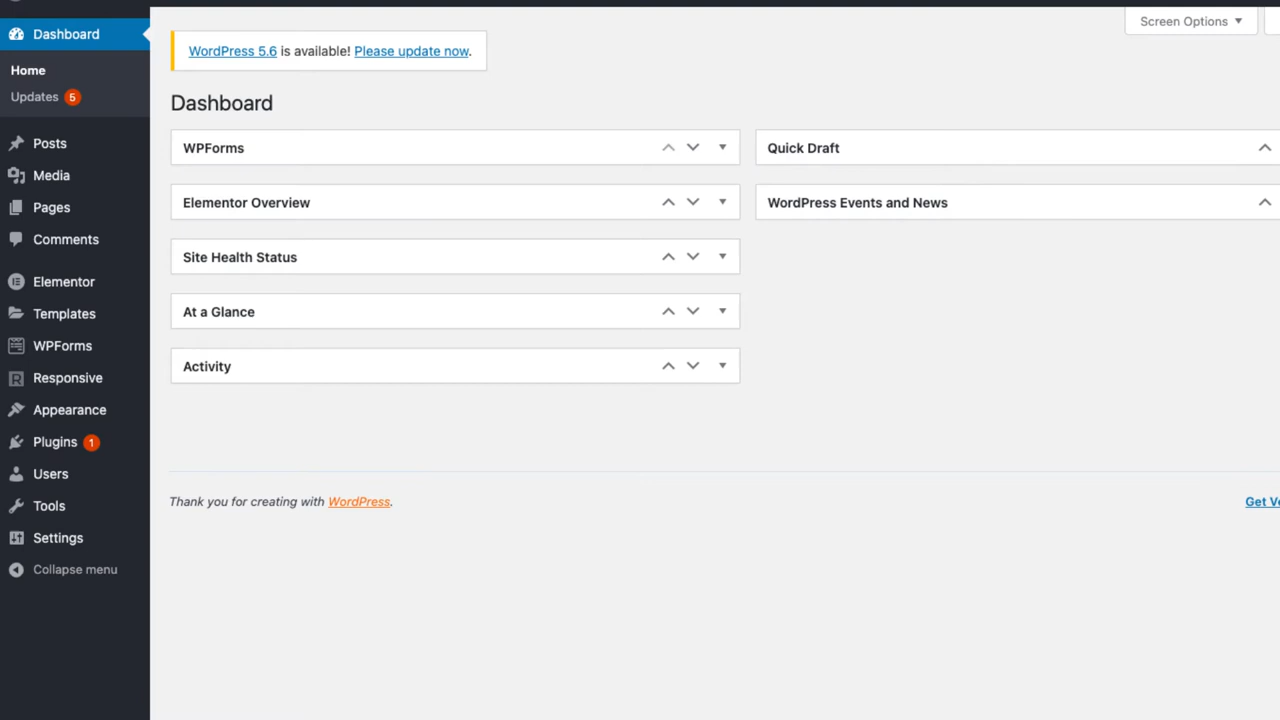 Dashboard
Home
Updates 5
Posts
Media
Pages
Comments
Elementor
Templates
WPForms
Responsive
Appearance
Plugins 1
Users
Tools
Settings
Collapse menu
Screen Options
WordPress 5.6 is available! Please update now.
Dashboard
WPForms
Elementor Overview
Site Health Status
At a Glance
Activity
Quick Draft
WordPress Events and News
Thank you for creating with WordPress.
Get Ve